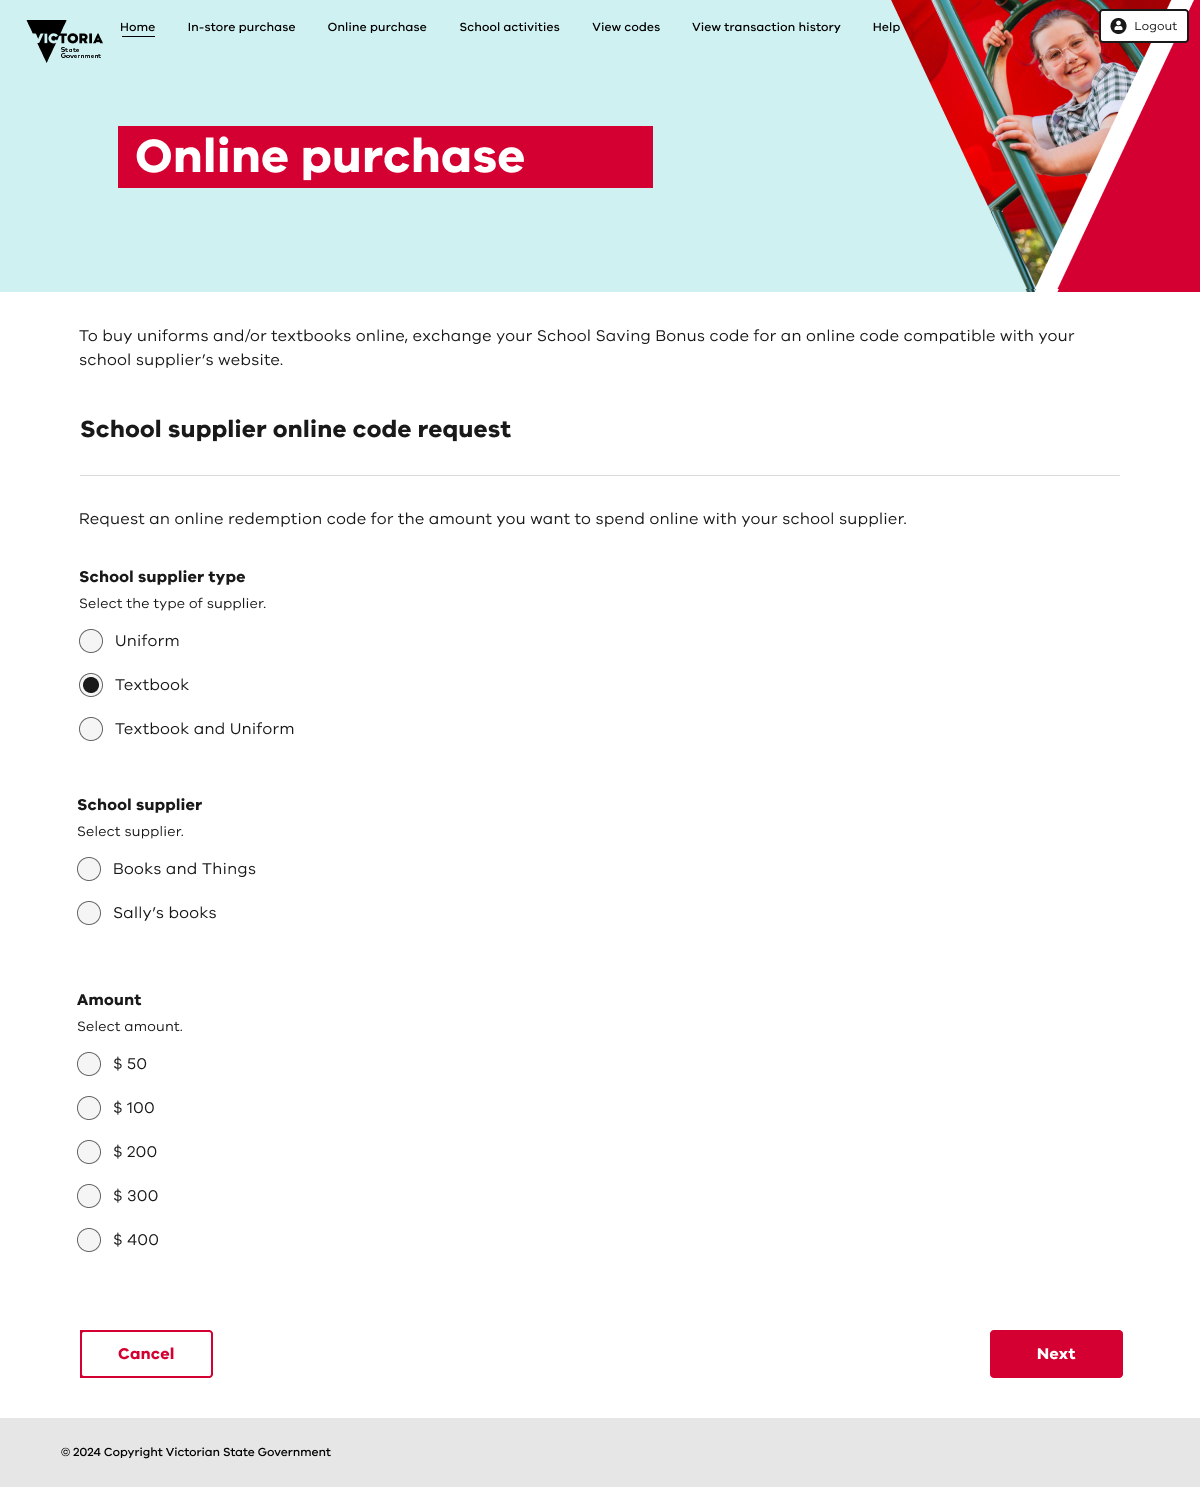 VICTORIA
State
Government
Home
In-store purchase
Online purchase
School activities
View codes
View transaction history
Help
Logout
Online purchase
To buy uniforms and/or textbooks online, exchange your School Saving Bonus code for an online code compatible with your
school supplier’s website.
School supplier online code request
Request an online redemption code for the amount you want to spend online with your school supplier.
School supplier type
Select the type of supplier.
Uniform
Textbook
Textbook and Uniform
School supplier
Select supplier.
Books and Things
Sally’s books
Amount
Select amount.
$ 50
$ 100
$ 200
$ 300
$ 400
Cancel
Next
© 2024 Copyright Victorian State Government